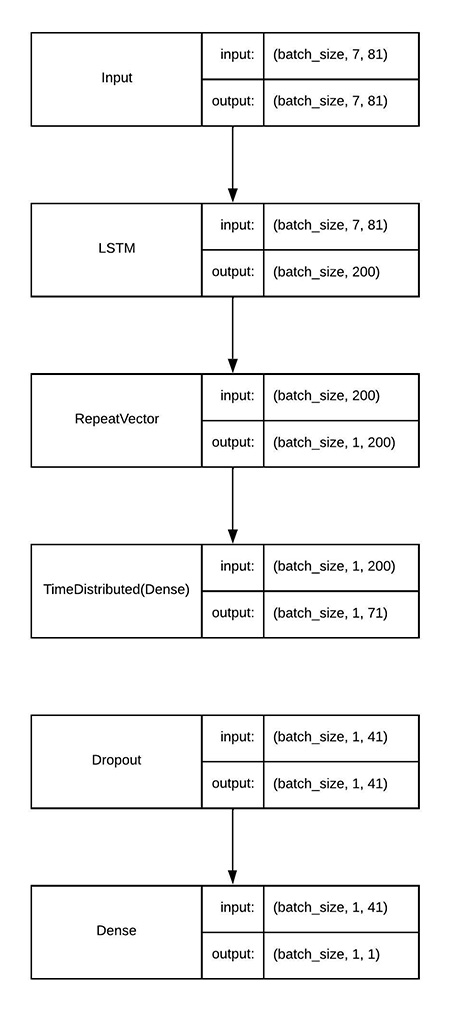 Input
input: (batch_size, 7, 81)
output: (batch_size, 7, 81)
LSTM
input: (batch_size, 7, 81)
output: (batch_size, 200)
RepeatVector
input: (batch_size, 200)
output: (batch_size, 1, 200)
TimeDistributed(Dense)
input: (batch_size, 1, 200)
output: (batch_size, 1, 71)
Dropout
input: (batch_size, 1, 41)
output: (batch_size, 1, 41)
Dense
input: (batch_size, 1, 41)
output: (batch_size, 1, 1)